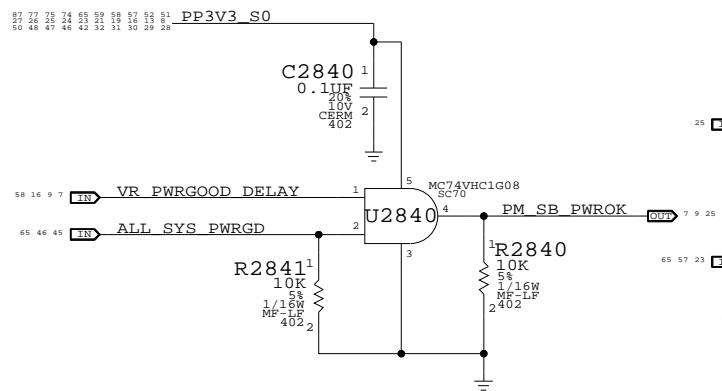 87 77 75 74 65 59 58 57 52 51
27 26 25 24 23 21 19 16 13 8
50 48 47 46 42 32 31 30 29 28
PP3V3_S0
C2840
1
0.1UF
20%
10V
CERM
402
2
25
58 16 9 7
IN
VR_PWRGOOD_DELAY
1
5
MC74VHC1G08
SC70
U2840
4
PM_SB_PWROK
OUT
7 9 25
65 46 45
IN
ALL_SYS_PWRGD
2
3
R2841
1
10K
5%
1/16W
MF-LF
402
2
1
R2840
10K
5%
1/16W
MF-LF
402
2
65 57 23